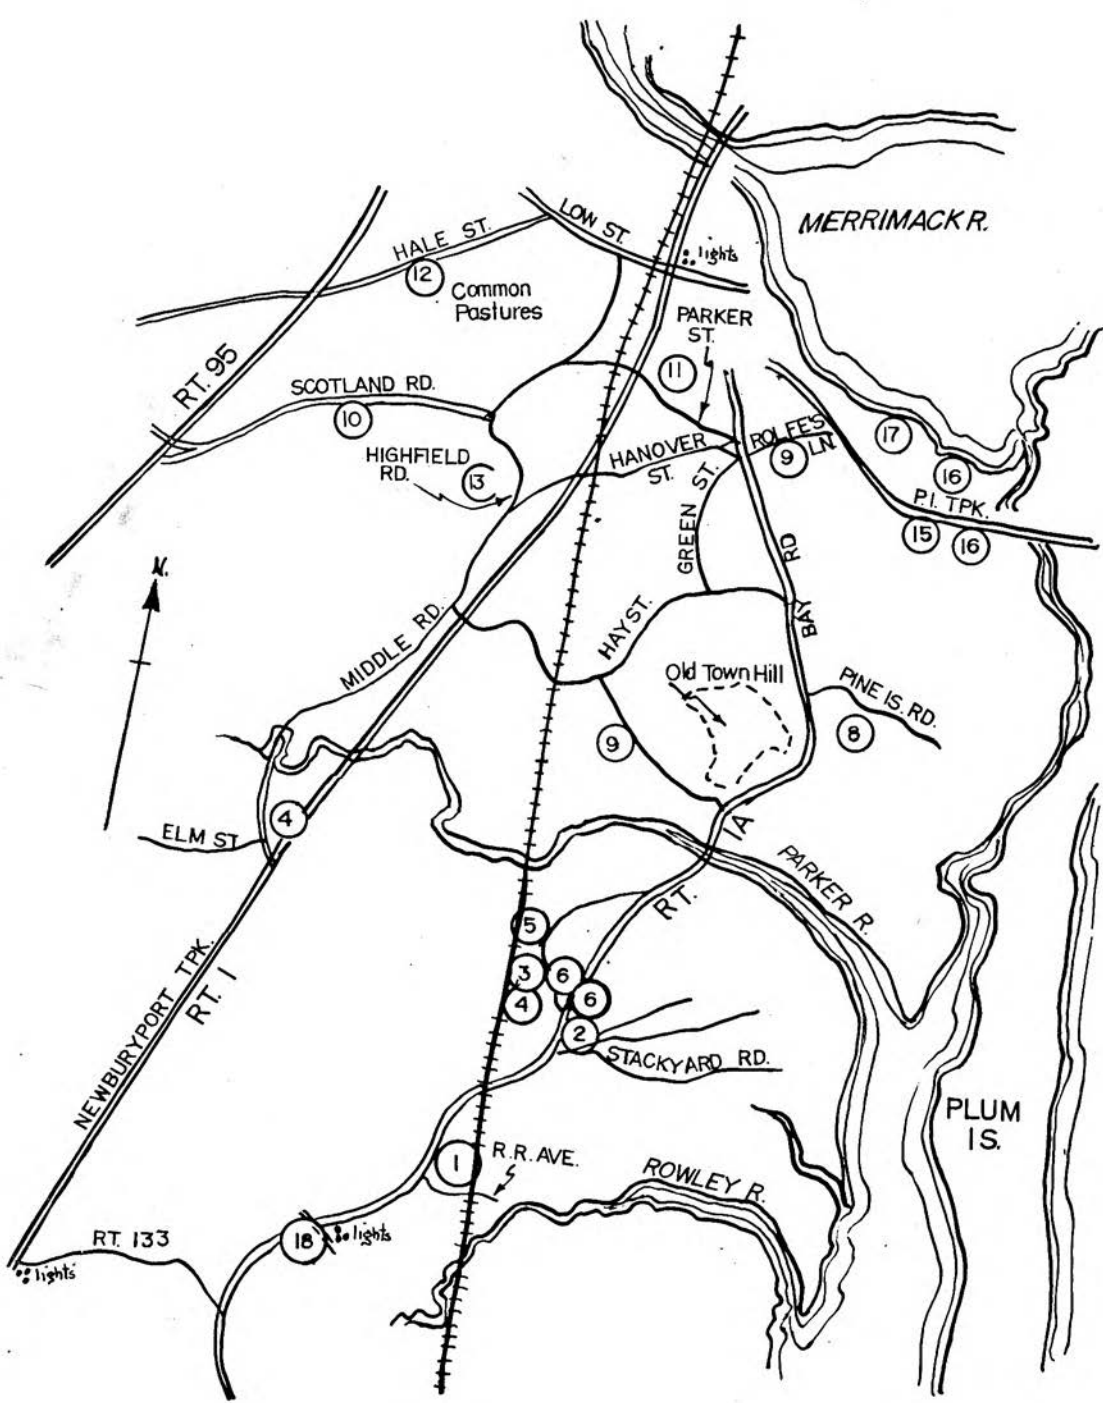 MERRIMACK R.
LOW ST.
HALE ST.
lights
12
Common
Pastures
PARKER
ST.
RT. 95
11
SCOTLAND RD.
10
ROLFE'S
LN.
17
HIGHFIELD
RD.
13
HANOVER
ST.
9
16
P.I. TPK.
GREEN ST.
15
16
N.
BAY RD
MIDDLE RD.
HAY ST.
Old Town Hill
PINE IS. RD.
9
8
4
ELM ST
RT. 1A
PARKER R.
5
3
6
4
6
NEWBURYPORT TPK.
RT. 1
2
STACKYARD RD.
PLUM
IS.
1
R.R. AVE.
ROWLEY R.
RT. 133
18
lights
lights